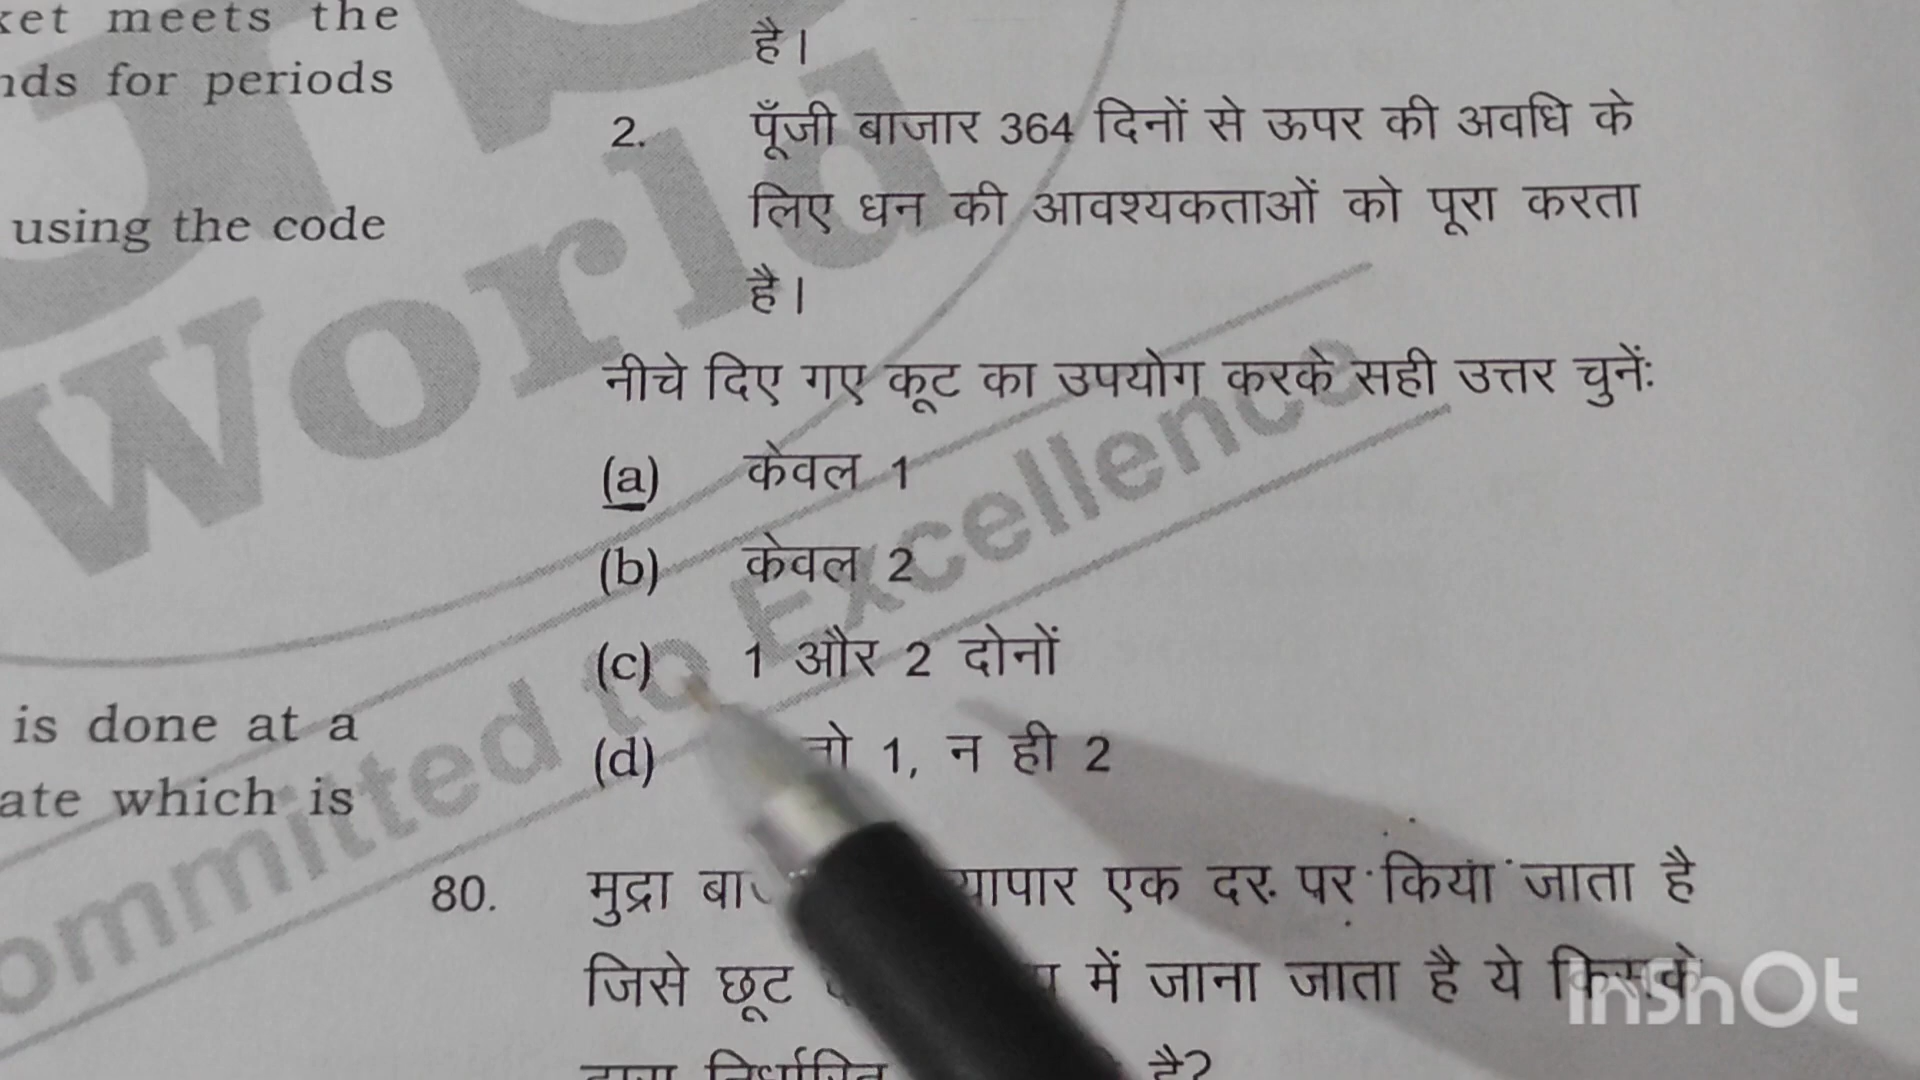 ket meets the
nds for periods
using the code
is done at a
ate which is
है।
2. पूँजी बाजार 364 दिनों से ऊपर की अवधि के
लिए धन की आवश्यकताओं को पूरा करता
है।
नीचे दिए गए कूट का उपयोग करके सही उत्तर चुनें:
(a) केवल 1
(b) केवल 2
(c) 1 और 2 दोनों
(d) तो 1, न ही 2
80. मुद्रा एक दर पर किया जाता है
जिसे छूट में जाना जाता है ये किसके
है?
World
Committed to Excellence
InShOt